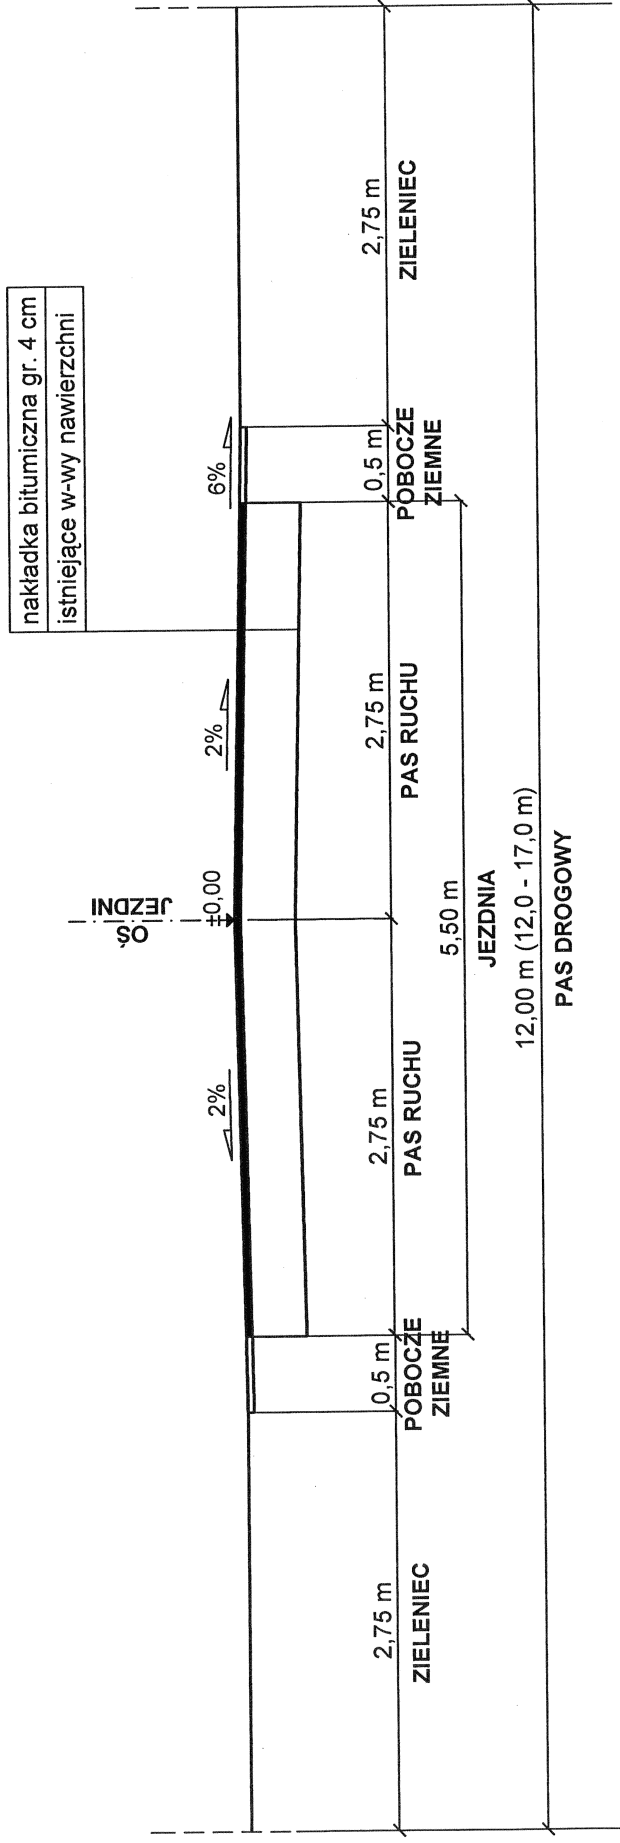 nakładka bitumiczna gr. 4 cm
istniejące w-wy nawierzchni
OŚ
JEZDNI
±0,00
2%
2%
6%
2,75 m
0,5 m
2,75 m
2,75 m
0,5 m
2,75 m
ZIELENIEC
POBOCZE
ZIEMNE
PAS RUCHU
PAS RUCHU
POBOCZE
ZIEMNE
ZIELENIEC
5,50 m
JEZDNIA
12,00 m (12,0 - 17,0 m)
PAS DROGOWY